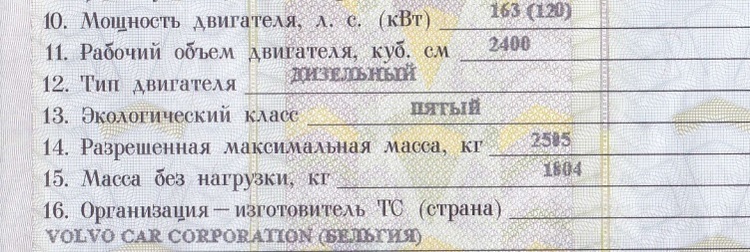 10. Мощность двигателя, л. с. (кВт) 163 (120)
11. Рабочий объем двигателя, куб. см 2400
12. Тип двигателя ДИЗЕЛЬНЫЙ
13. Экологический класс ПЯТЫЙ
14. Разрешенная максимальная масса, кг 2505
15. Масса без нагрузки, кг 1804
16. Организация – изготовитель ТС (страна)
VOLVO CAR CORPORATION (БЕЛЬГИЯ)